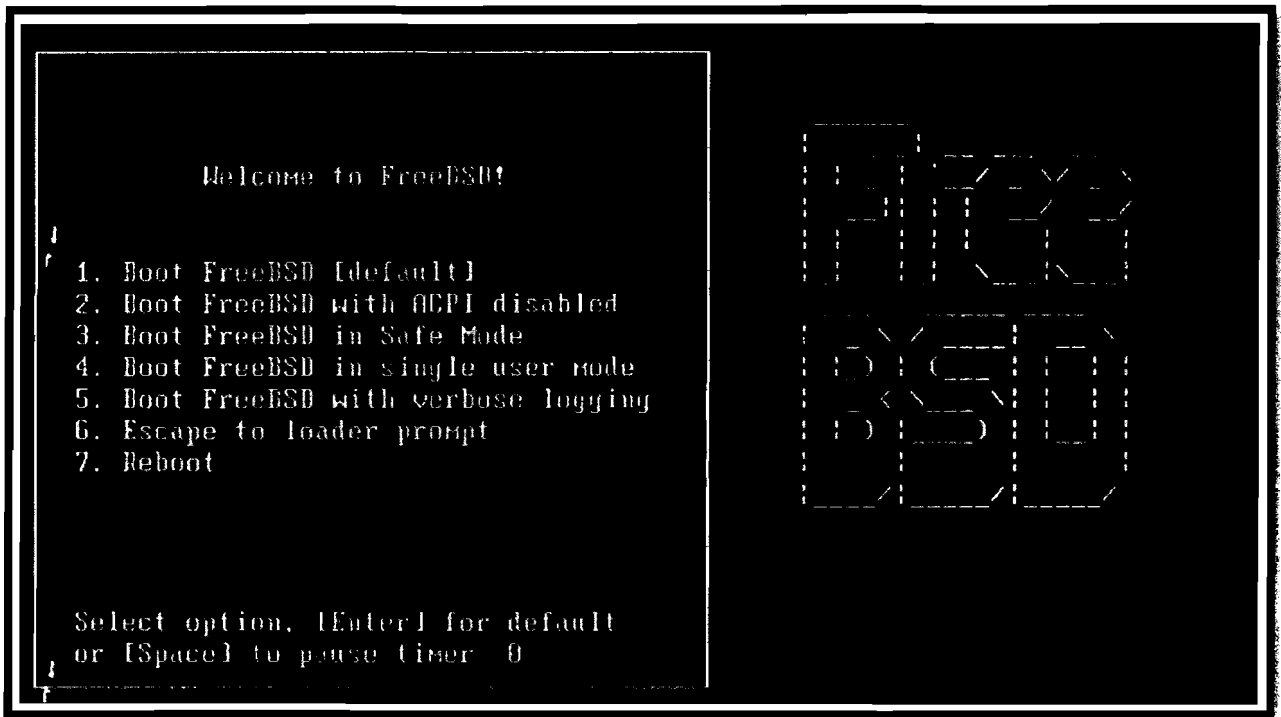 Welcome to FreeBSD!
1. Boot FreeBSD [default]
2. Boot FreeBSD with ACPI disabled
3. Boot FreeBSD in Safe Mode
4. Boot FreeBSD in single user mode
5. Boot FreeBSD with verbose logging
6. Escape to loader prompt
7. Reboot
Select option, [Enter] for default
or [Space] to pause timer 0
Free
BSD